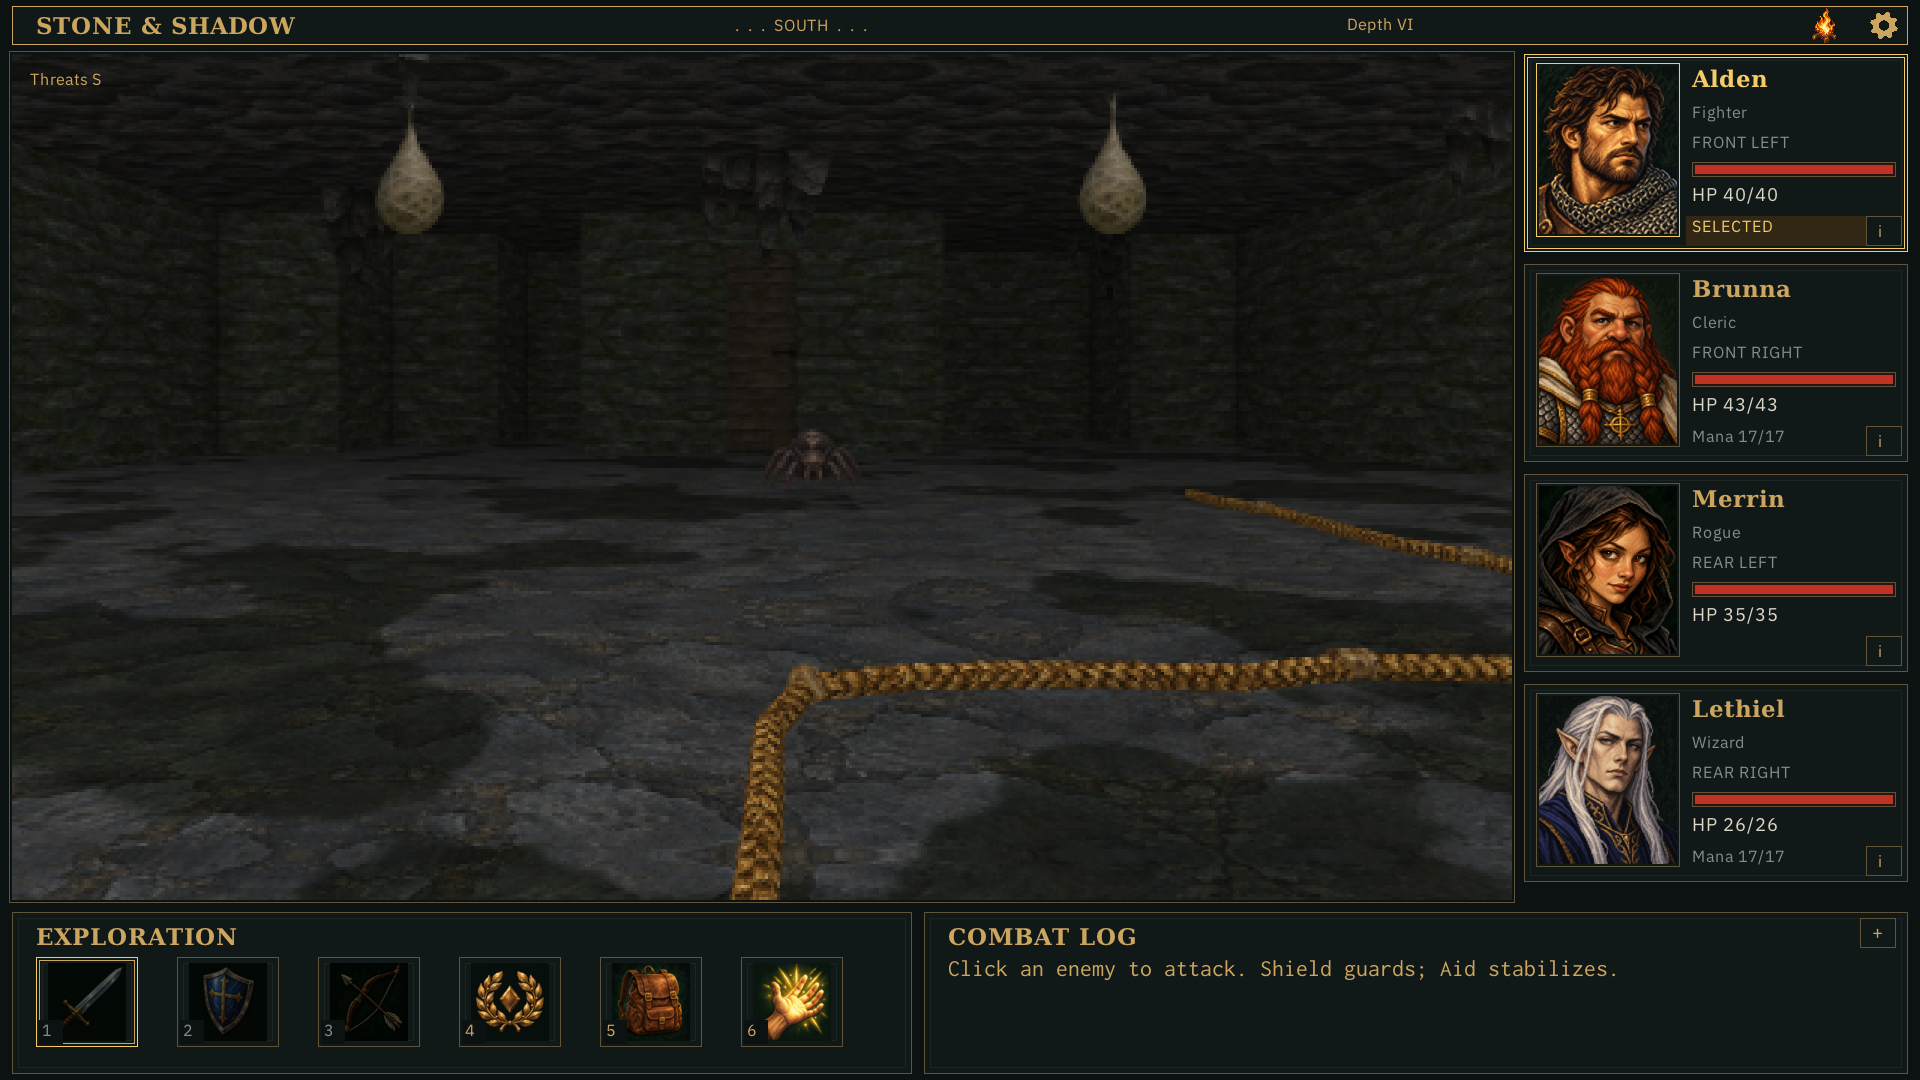 STONE & SHADOW
. . . SOUTH . . .
Depth VI
Threats S
Alden
Fighter
FRONT LEFT
HP 40/40
SELECTED
i
Brunna
Cleric
FRONT RIGHT
HP 43/43
Mana 17/17
i
Merrin
Rogue
REAR LEFT
HP 35/35
i
Lethiel
Wizard
REAR RIGHT
HP 26/26
Mana 17/17
i
EXPLORATION
1
2
3
4
5
6
COMBAT LOG
+
Click an enemy to attack. Shield guards; Aid stabilizes.